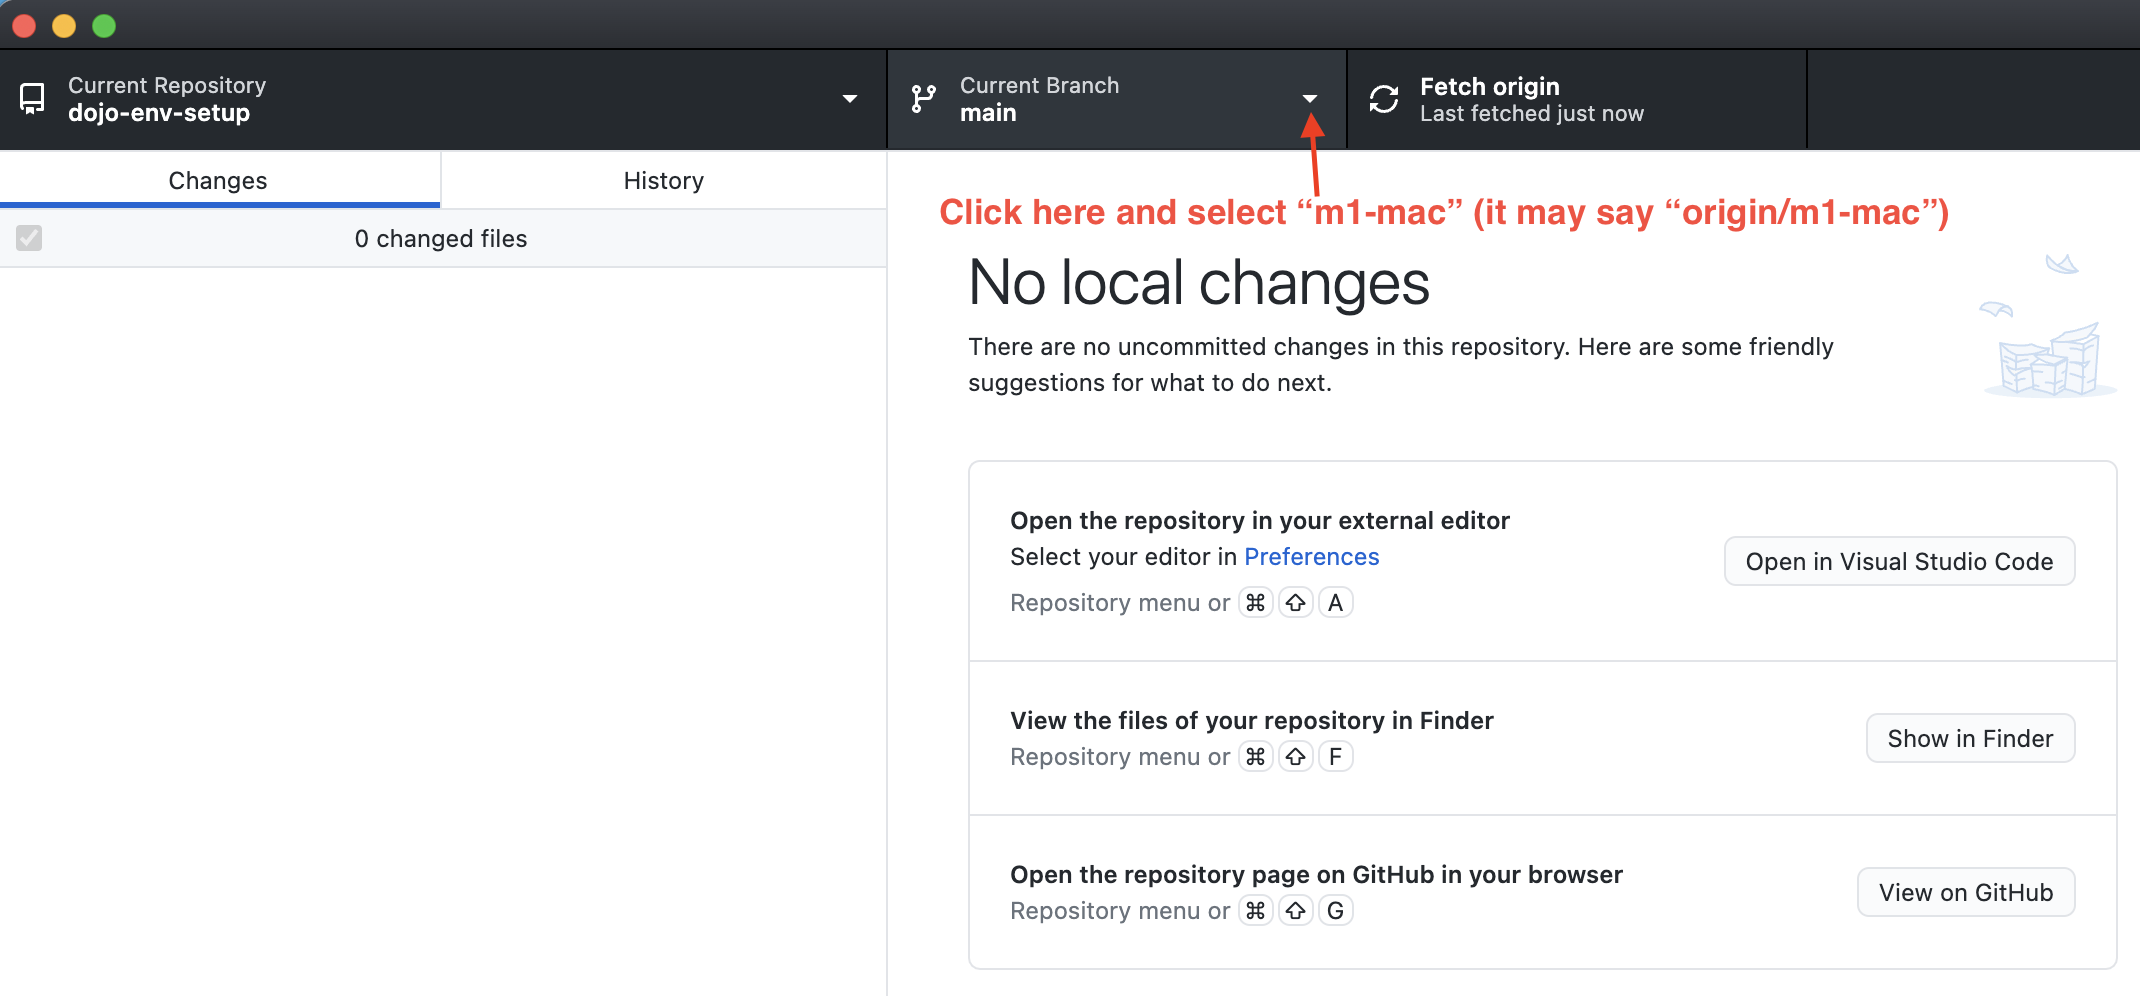 Current Repository
dojo-env-setup
Current Branch
main
Fetch origin
Last fetched just now
Changes
History
0 changed files
Click here and select “m1-mac” (it may say “origin/m1-mac”)
No local changes
There are no uncommitted changes in this repository. Here are some friendly
suggestions for what to do next.
Open the repository in your external editor
Select your editor in Preferences
Repository menu or ⌘ ⇧ A
Open in Visual Studio Code
View the files of your repository in Finder
Repository menu or ⌘ ⇧ F
Show in Finder
Open the repository page on GitHub in your browser
Repository menu or ⌘ ⇧ G
View on GitHub